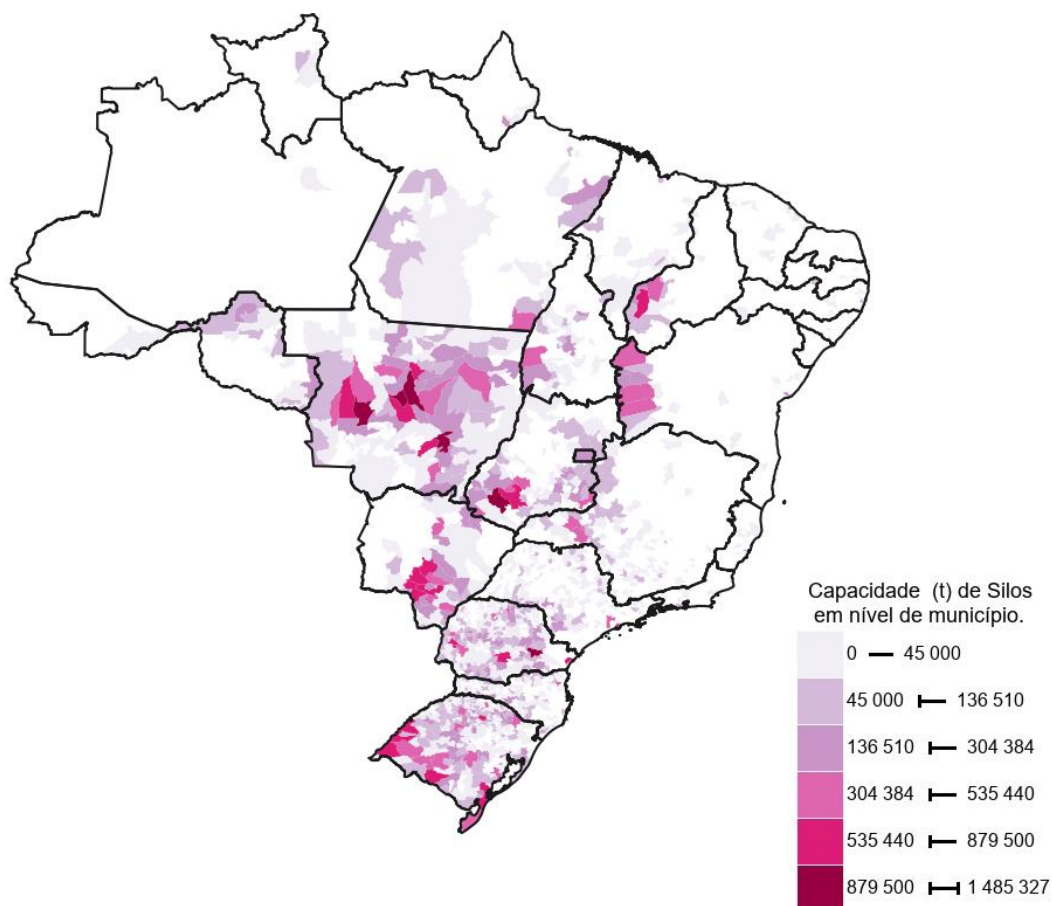 Capacidade (t) de Silos
em nível de município.
0 — 45 000
45 000 ⊢ 136 510
136 510 ⊢ 304 384
304 384 ⊢ 535 440
535 440 ⊢ 879 500
879 500 ⊢⊣ 1 485 327